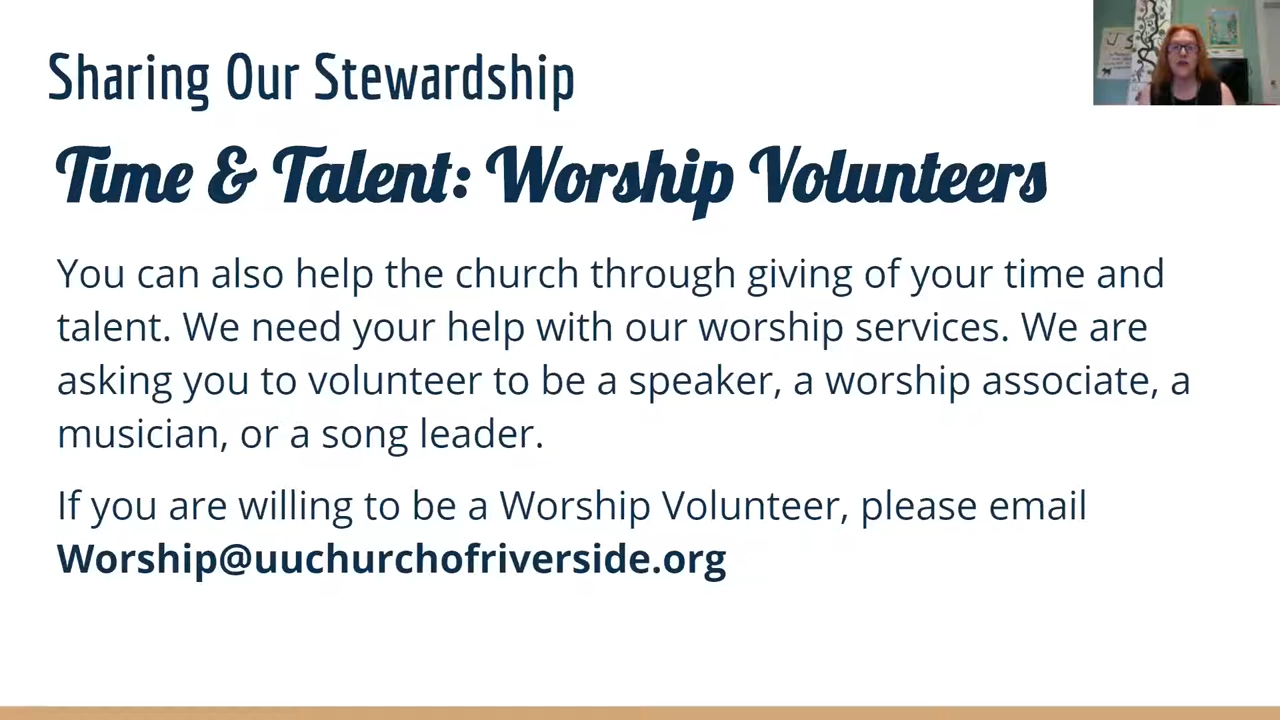 Sharing Our Stewardship
Time & Talent: Worship Volunteers
You can also help the church through giving of your time and
talent. We need your help with our worship services. We are
asking you to volunteer to be a speaker, a worship associate, a
musician, or a song leader.
If you are willing to be a Worship Volunteer, please email
Worship@uuchurchofriverside.org